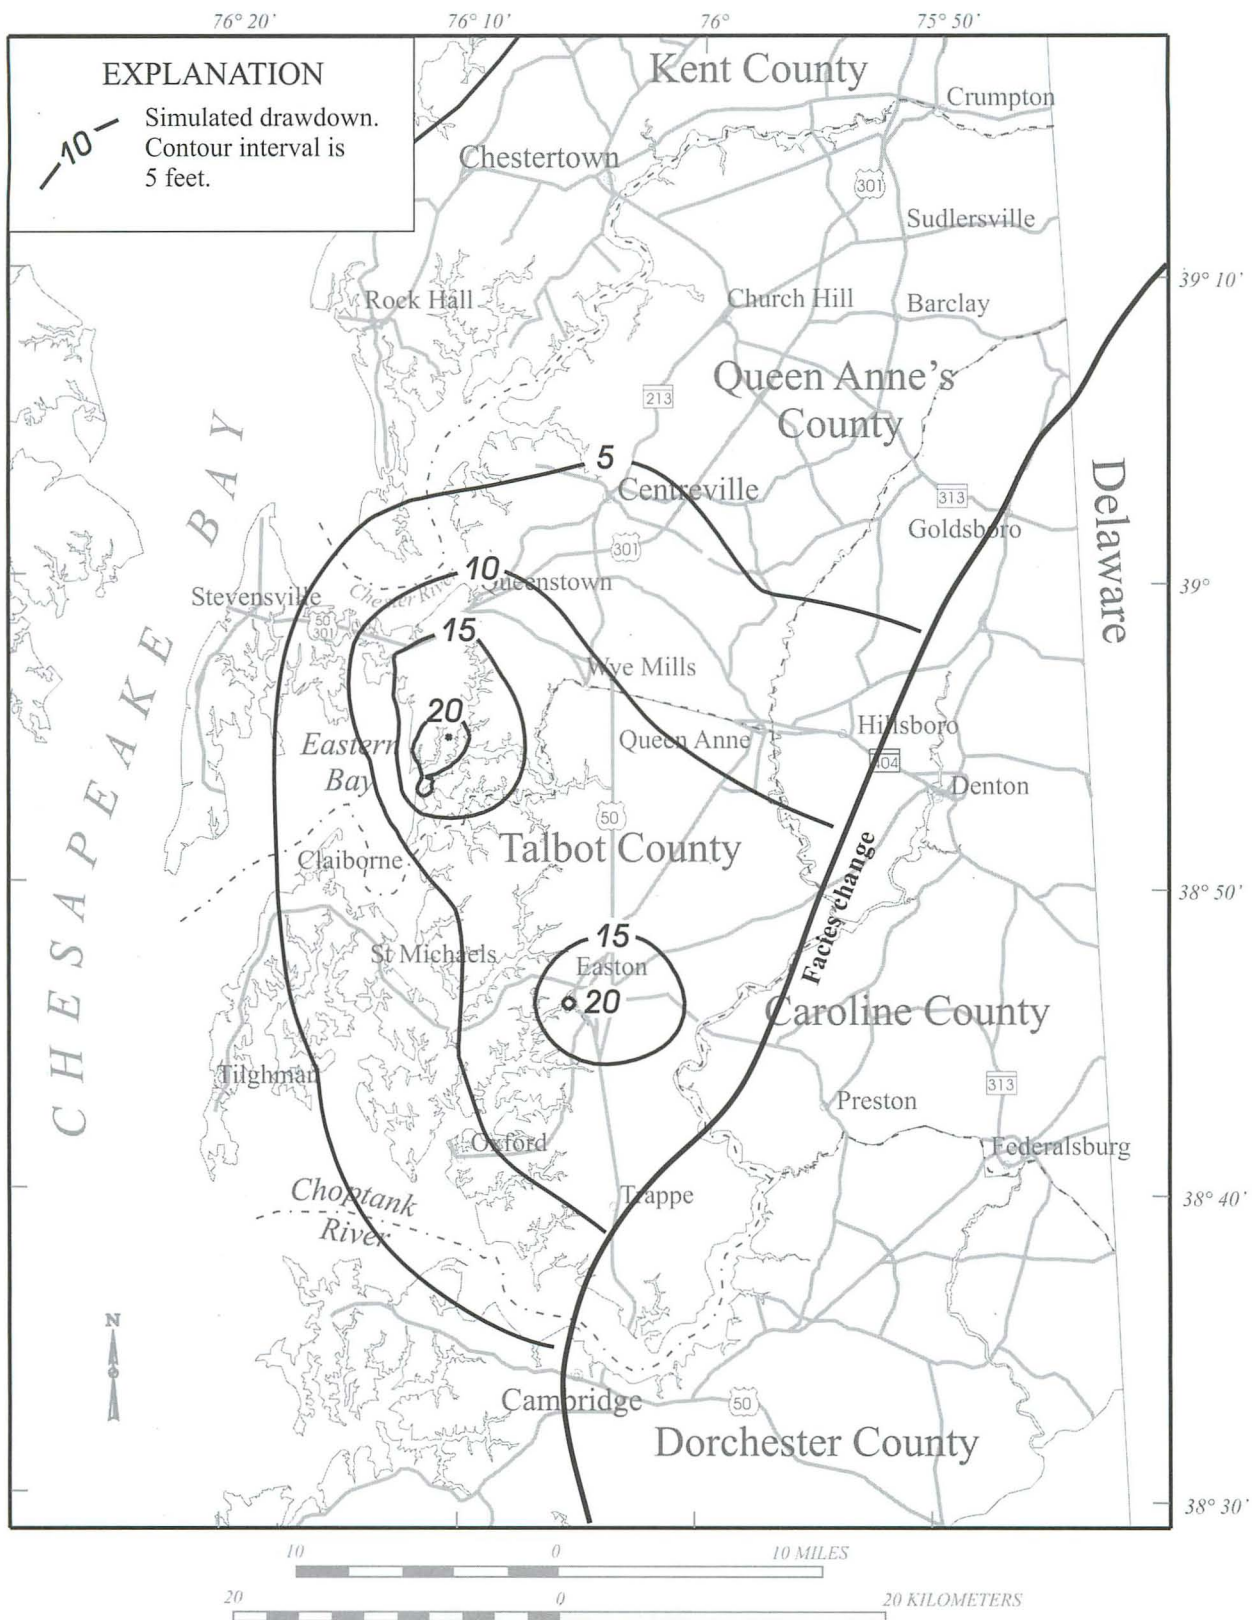 76° 20′
76° 10′
76°
75° 50′
EXPLANATION
10
Simulated drawdown.
Contour interval is
5 feet.
Kent County
Crumpton
Chestertown
301
Sudlersville
39° 10′
Rock Hall
Church Hill
Barclay
Queen Anne's
County
213
5
Centreville
313
Goldsboro
Delaware
301
10
Queenstown
39°
Stevensville
Chester River
50
301
15
Wye Mills
20
Hillsboro
Queen Anne
Eastern
Bay
404
Denton
CHESAPEAKE BAY
50
Talbot County
Claiborne
Facies change
38° 50′
15
St Michaels
Easton
20
Caroline County
Tilghman
313
Preston
Oxford
Federalsburg
Choptank
River
Trappe
38° 40′
N
Cambridge
50
Dorchester County
38° 30′
10
0
10 MILES
20
0
20 KILOMETERS